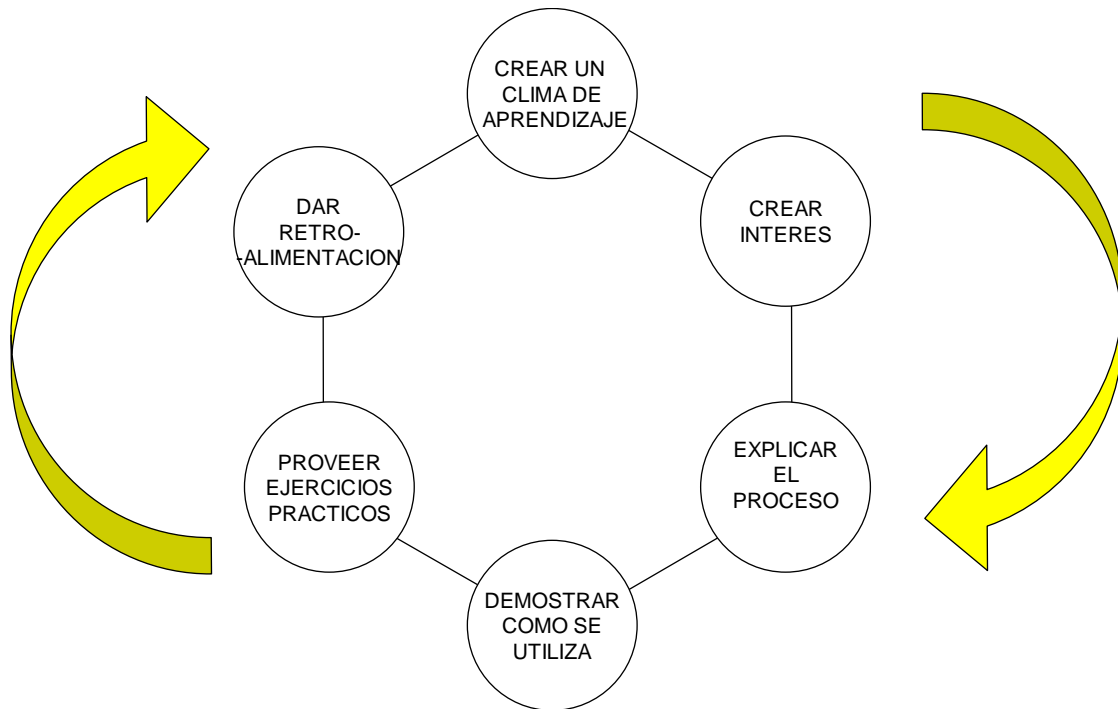 CREAR UN
CLIMA DE
APRENDIZAJE
CREAR
INTERES
EXPLICAR
EL
PROCESO
DEMOSTRAR
COMO SE
UTILIZA
PROVEER
EJERCICIOS
PRACTICOS
DAR
RETRO-
-ALIMENTACION